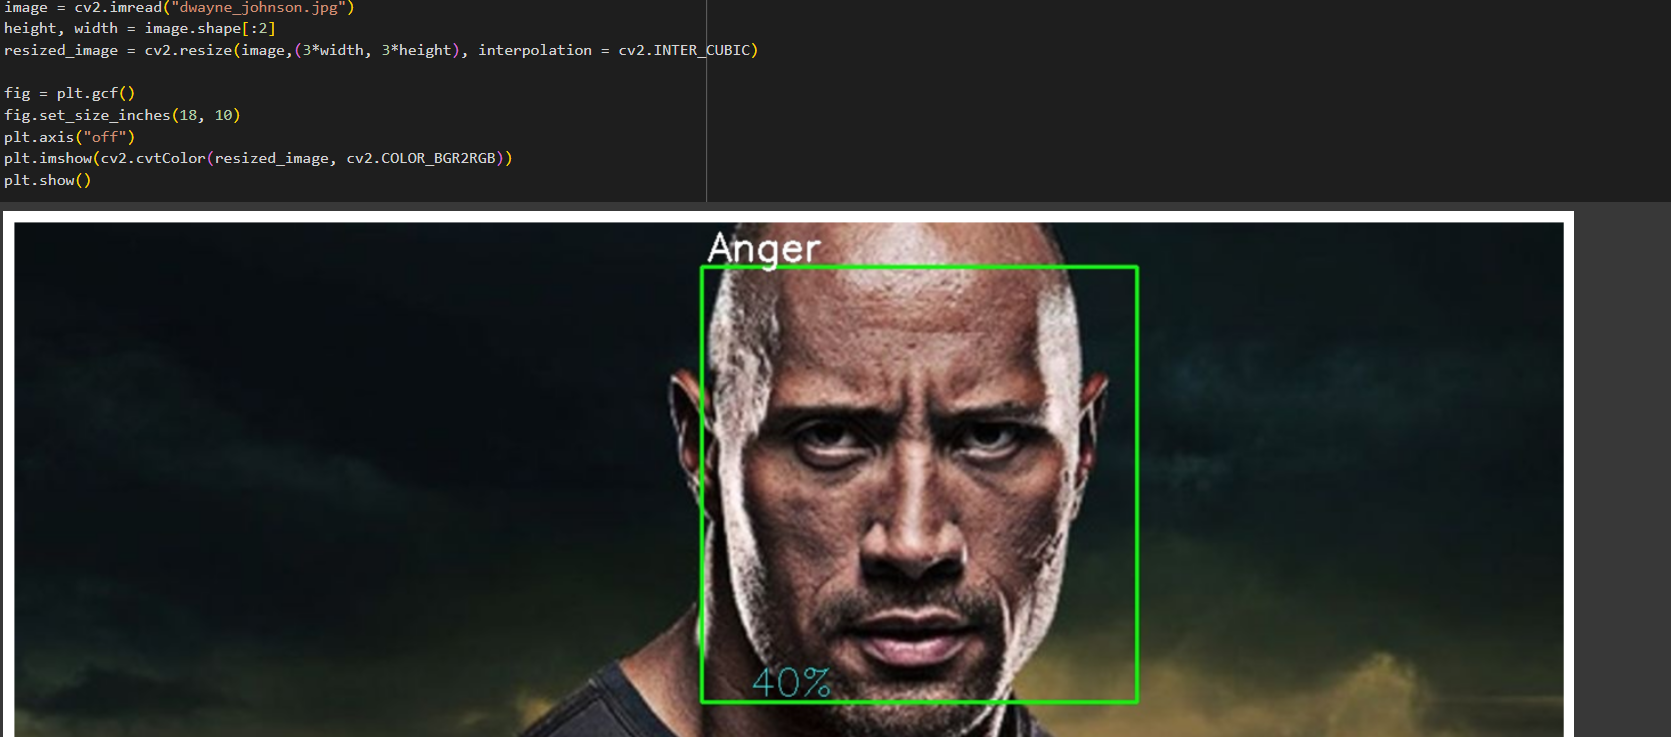 image = cv2.imread("dwayne_johnson.jpg")
height, width = image.shape[:2]
resized_image = cv2.resize(image,(3*width, 3*height), interpolation = cv2.INTER_CUBIC)
fig = plt.gcf()
fig.set_size_inches(18, 10)
plt.axis("off")
plt.imshow(cv2.cvtColor(resized_image, cv2.COLOR_BGR2RGB))
plt.show()
Anger
40%